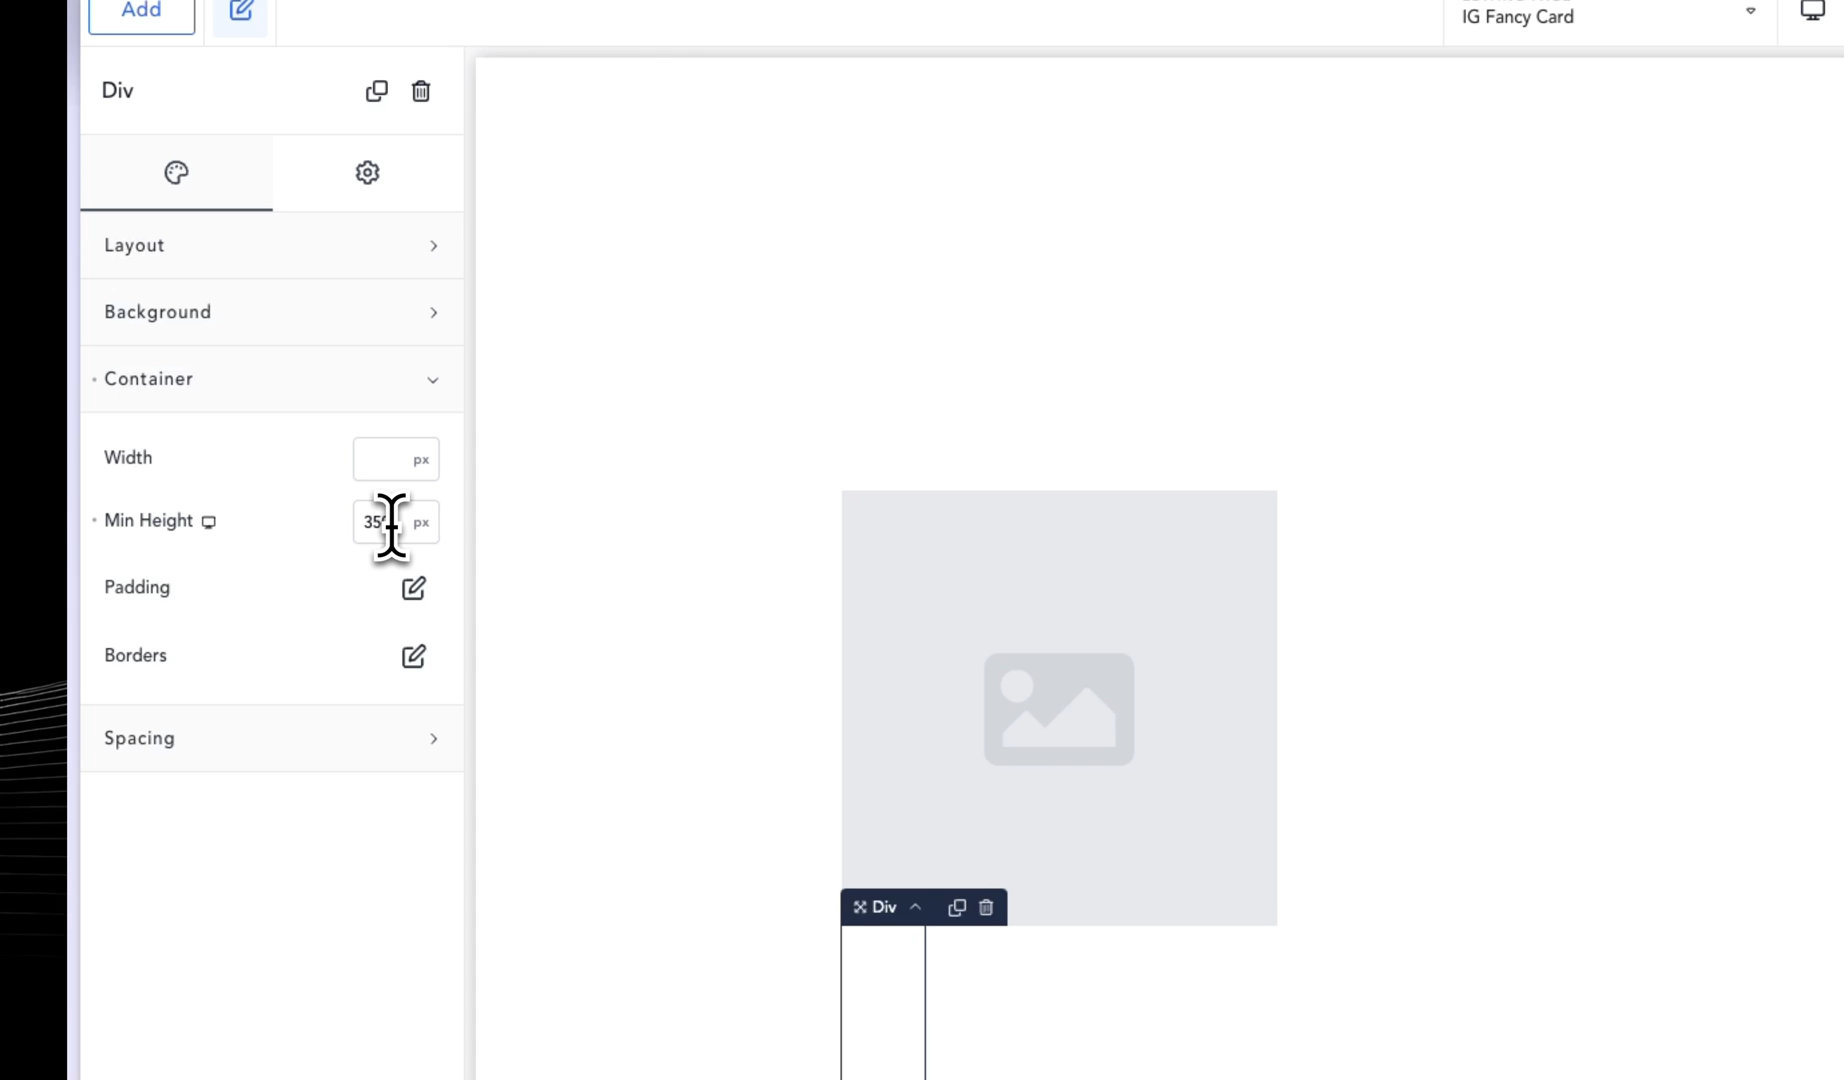 Add
IG Fancy Card
Div
Layout
Background
Container
Width
px
Min Height
px
Padding
Borders
Spacing
Div